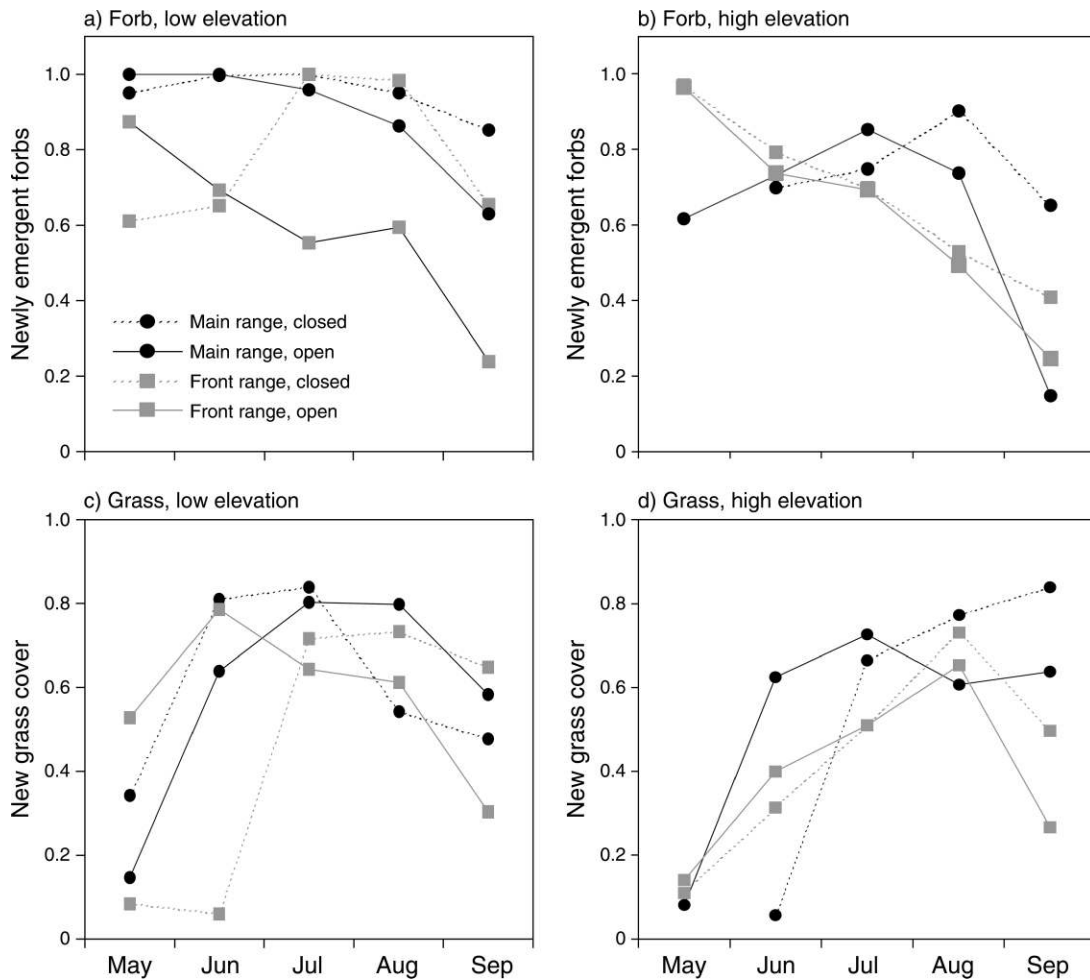 a) Forb, low elevation
Newly emergent forbs
1.0
0.8
0.6
0.4
0.2
0
Main range, closed
Main range, open
Front range, closed
Front range, open
b) Forb, high elevation
Newly emergent forbs
1.0
0.8
0.6
0.4
0.2
0
c) Grass, low elevation
New grass cover
1.0
0.8
0.6
0.4
0.2
0
May Jun Jul Aug Sep
d) Grass, high elevation
New grass cover
1.0
0.8
0.6
0.4
0.2
0
May Jun Jul Aug Sep